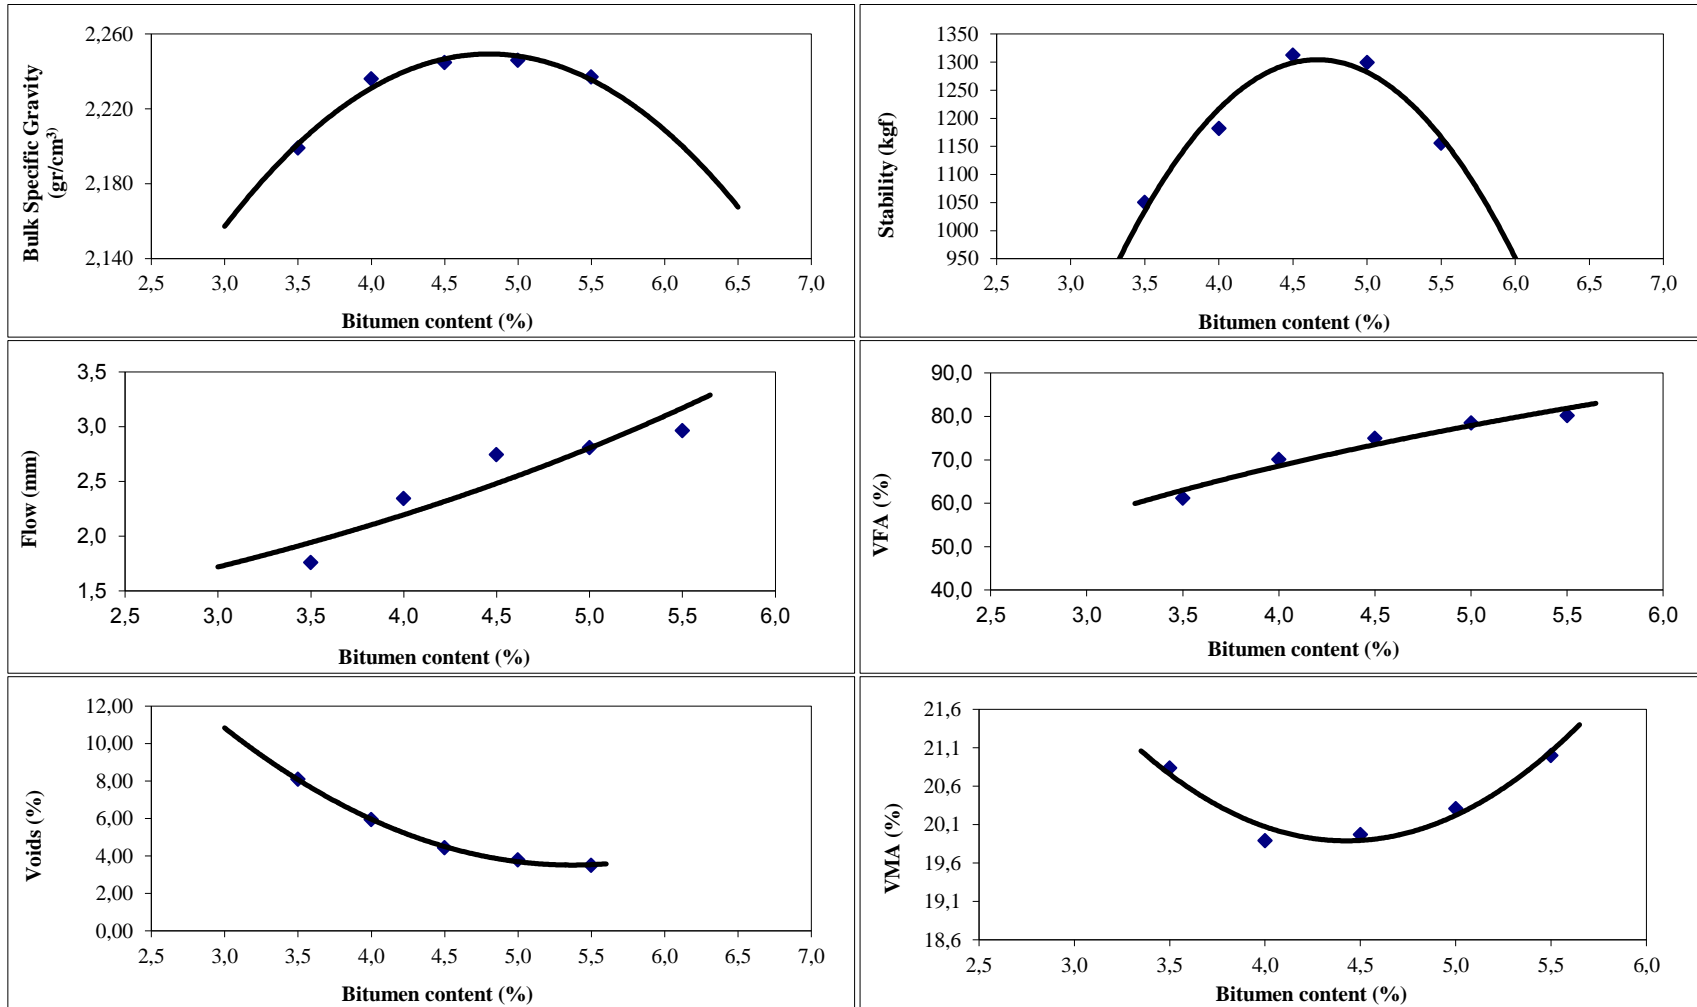 2,260
2,220
2,180
2,140
2,5 3,0 3,5 4,0 4,5 5,0 5,5 6,0 6,5 7,0
Bulk Specific Gravity
(gr/cm³)
Bitumen content (%)
1350
1300
1250
1200
1150
1100
1050
1000
950
2,5 3,0 3,5 4,0 4,5 5,0 5,5 6,0 6,5 7,0
Stability (kgf)
Bitumen content (%)
3,5
3,0
2,5
2,0
1,5
2,5 3,0 3,5 4,0 4,5 5,0 5,5 6,0
Flow (mm)
Bitumen content (%)
90,0
80,0
70,0
60,0
50,0
40,0
2,5 3,0 3,5 4,0 4,5 5,0 5,5 6,0
VFA (%)
Bitumen content (%)
12,00
10,00
8,00
6,00
4,00
2,00
0,00
2,5 3,0 3,5 4,0 4,5 5,0 5,5 6,0 6,5 7,0
Voids (%)
Bitumen content (%)
21,6
21,1
20,6
20,1
19,6
19,1
18,6
2,5 3,0 3,5 4,0 4,5 5,0 5,5 6,0
VMA (%)
Bitumen content (%)